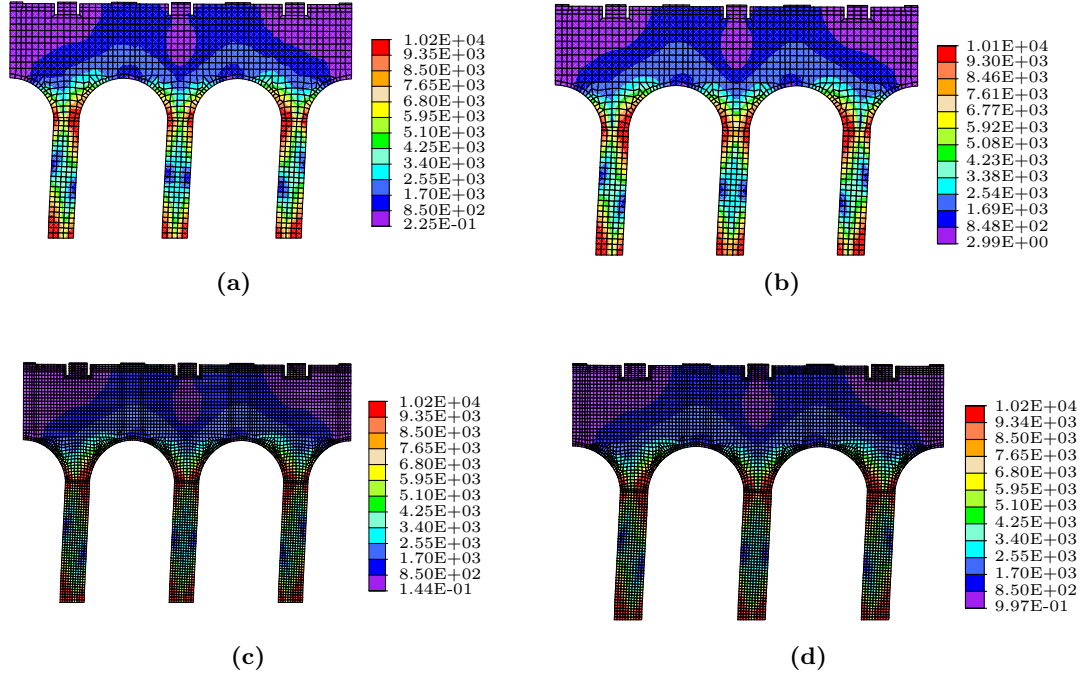 1.02E+04
9.35E+03
8.50E+03
7.65E+03
6.80E+03
5.95E+03
5.10E+03
4.25E+03
3.40E+03
2.55E+03
1.70E+03
8.50E+02
2.25E-01
(a)
1.01E+04
9.30E+03
8.46E+03
7.61E+03
6.77E+03
5.92E+03
5.08E+03
4.23E+03
3.38E+03
2.54E+03
1.69E+03
8.48E+02
2.99E+00
(b)
1.02E+04
9.35E+03
8.50E+03
7.65E+03
6.80E+03
5.95E+03
5.10E+03
4.25E+03
3.40E+03
2.55E+03
1.70E+03
8.50E+02
1.44E-01
(c)
1.02E+04
9.34E+03
8.50E+03
7.65E+03
6.80E+03
5.95E+03
5.10E+03
4.25E+03
3.40E+03
2.55E+03
1.70E+03
8.50E+02
9.97E-01
(d)